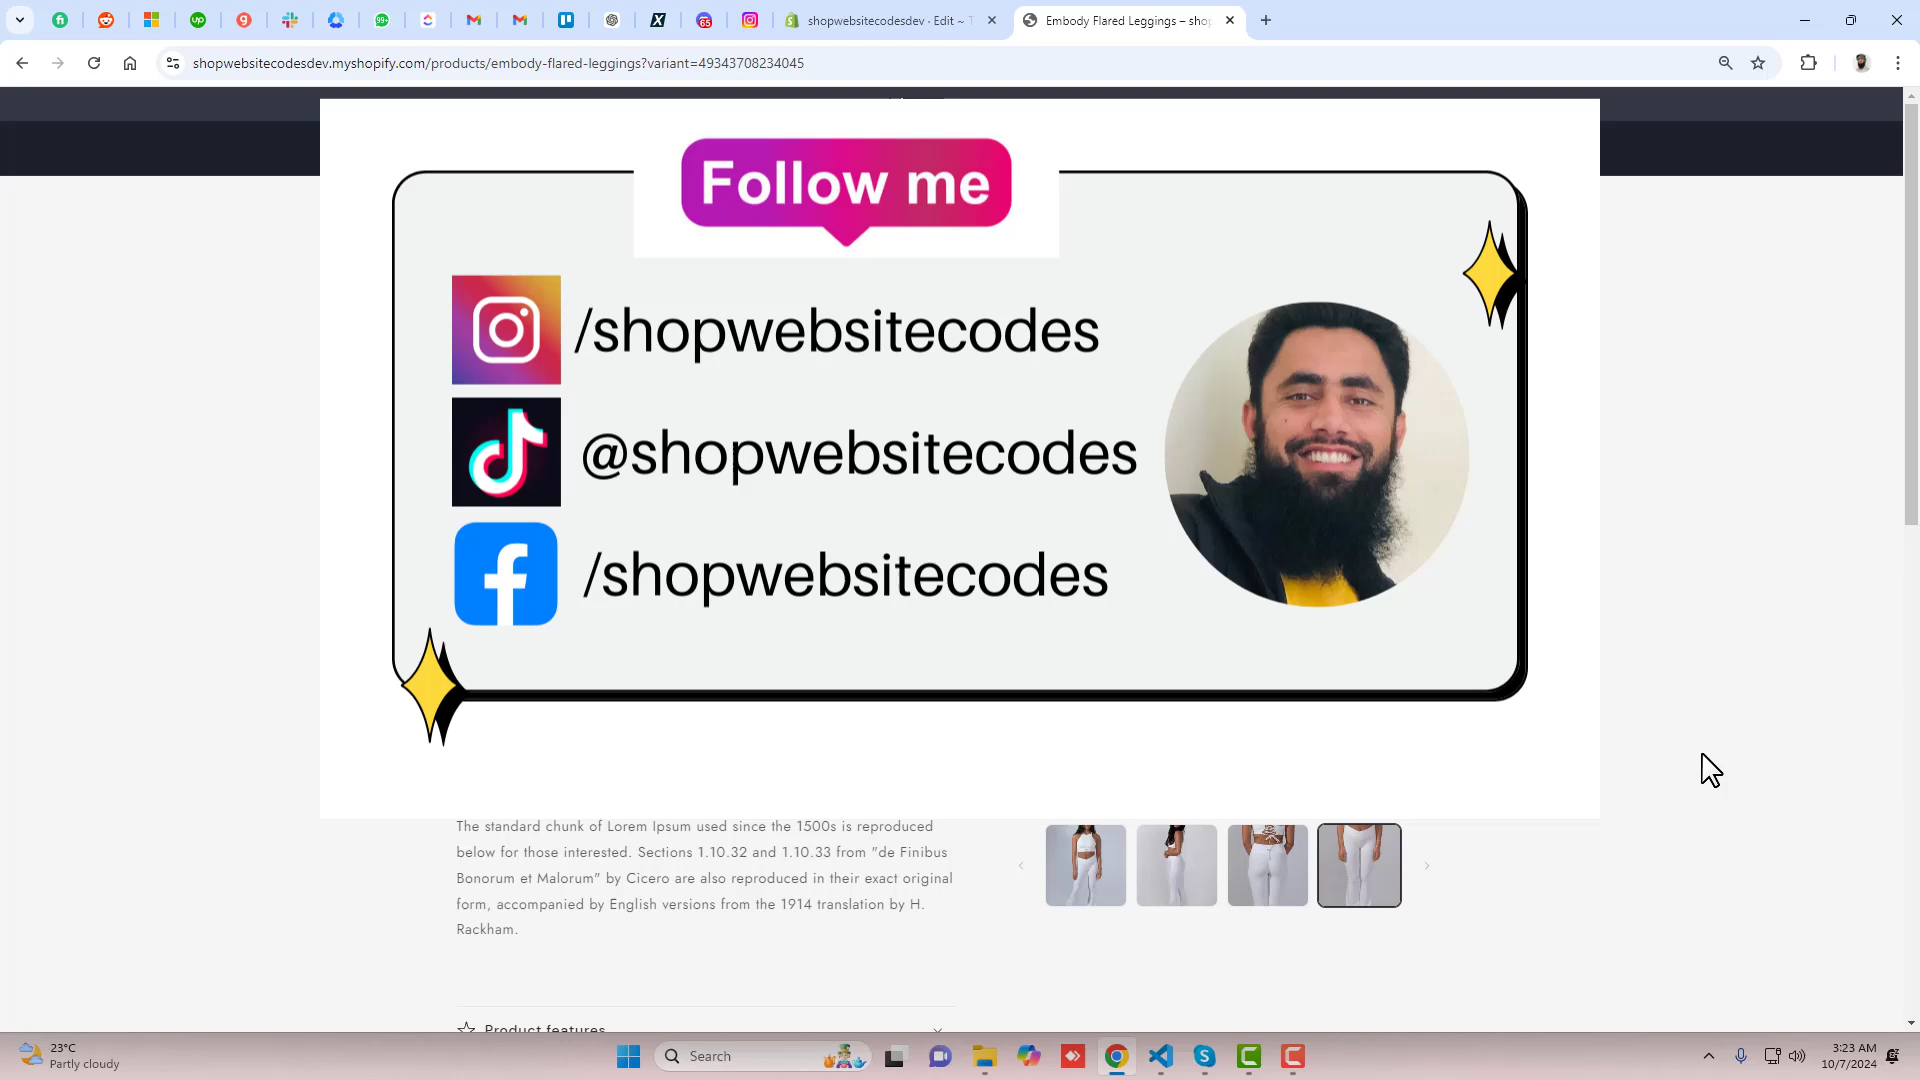 shopwebsitecodesdev - Edit ~ T
Embody Flared Leggings – shop
shopwebsitecodesdev.myshopify.com/products/embody-flared-leggings?variant=49343708234045
Follow me
/shopwebsitecodes
@shopwebsitecodes
/shopwebsitecodes
The standard chunk of Lorem Ipsum used since the 1500s is reproduced
below for those interested. Sections 1.10.32 and 1.10.33 from "de Finibus
Bonorum et Malorum" by Cicero are also reproduced in their exact original
form, accompanied by English versions from the 1914 translation by H.
Rackham.
Product features
23°C
Partly cloudy
Search
3:23 AM
10/7/2024